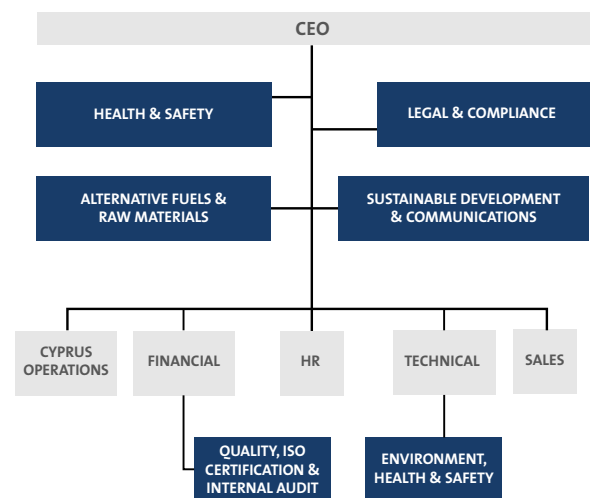 CEO
HEALTH & SAFETY
LEGAL & COMPLIANCE
ALTERNATIVE FUELS &
RAW MATERIALS
SUSTAINABLE DEVELOPMENT
& COMMUNICATIONS
CYPRUS
OPERATIONS
FINANCIAL
HR
TECHNICAL
SALES
QUALITY, ISO
CERTIFICATION &
INTERNAL AUDIT
ENVIRONMENT,
HEALTH & SAFETY